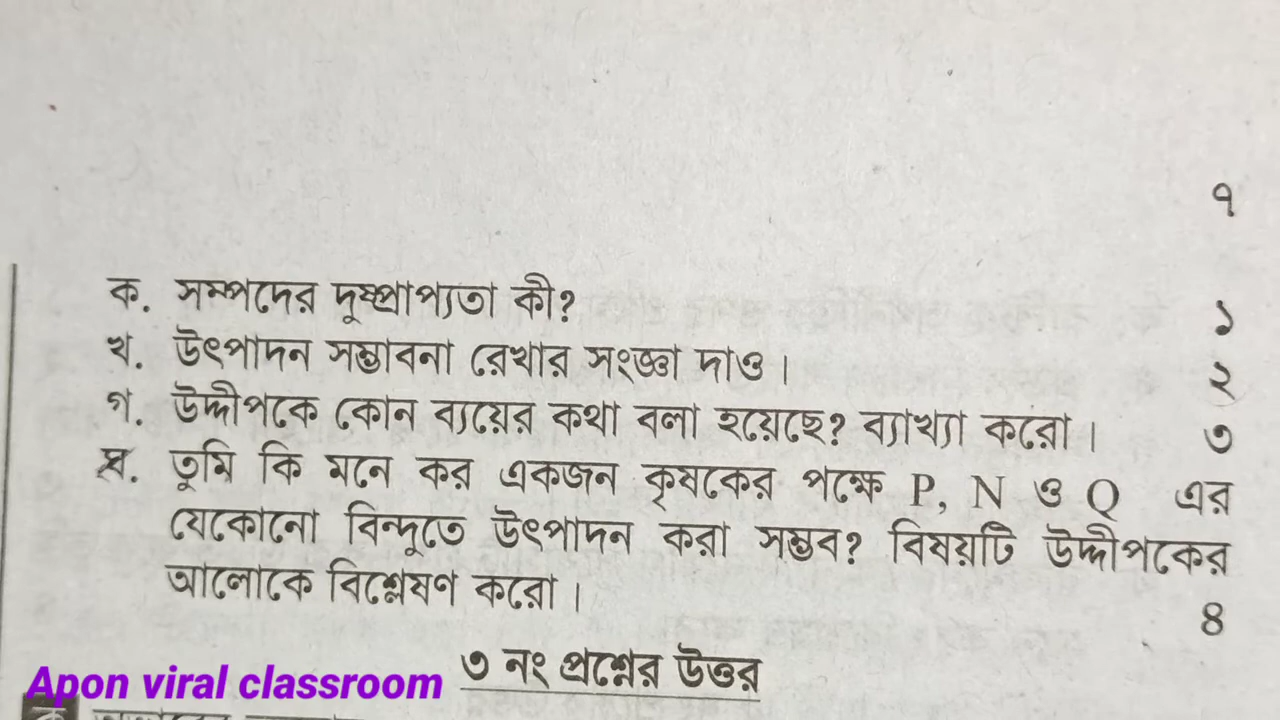 ৭
ক. সম্পদের দুষ্প্রাপ্যতা কী? ১
খ. উৎপাদন সম্ভাবনা রেখার সংজ্ঞা দাও। ২
গ. উদ্দীপকে কোন ব্যয়ের কথা বলা হয়েছে? ব্যাখ্যা করো। ৩
ঘ. তুমি কি মনে কর একজন কৃষকের পক্ষে P, N ও Q এর
যেকোনো বিন্দুতে উৎপাদন করা সম্ভব? বিষয়টি উদ্দীপকের
আলোকে বিশ্লেষণ করো। ৪
৩ নং প্রশ্নের উত্তর
Apon viral classroom